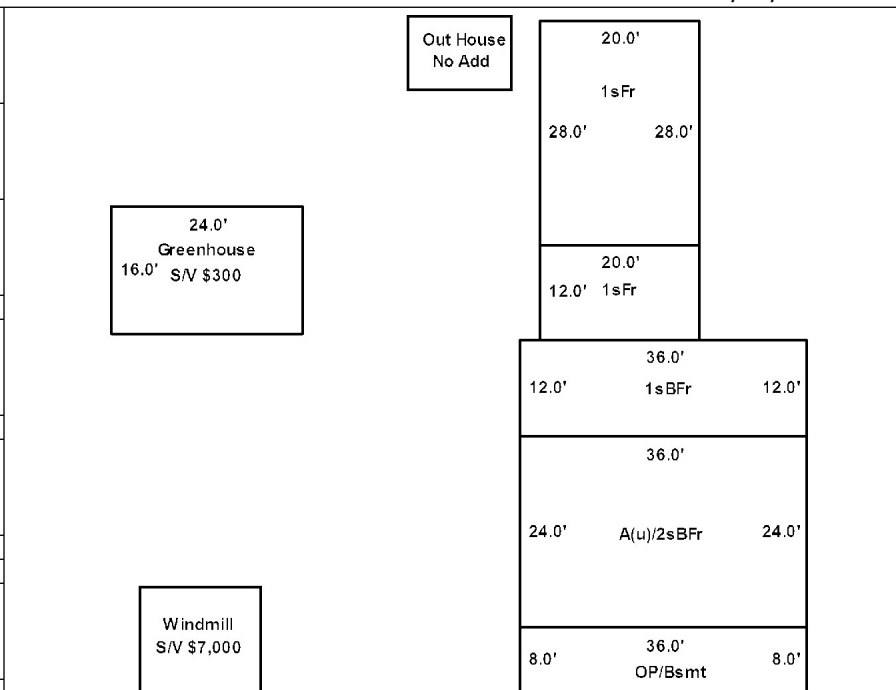 Out House
No Add
20.0'
1sFr
28.0' 28.0'
24.0'
Greenhouse
16.0' S/V $300
20.0'
12.0' 1sFr
36.0'
12.0' 1sBFr 12.0'
36.0'
24.0' A(u)/2sBFr 24.0'
Windmill
S/V $7,000
36.0'
8.0' 8.0'
OP/Bsmt